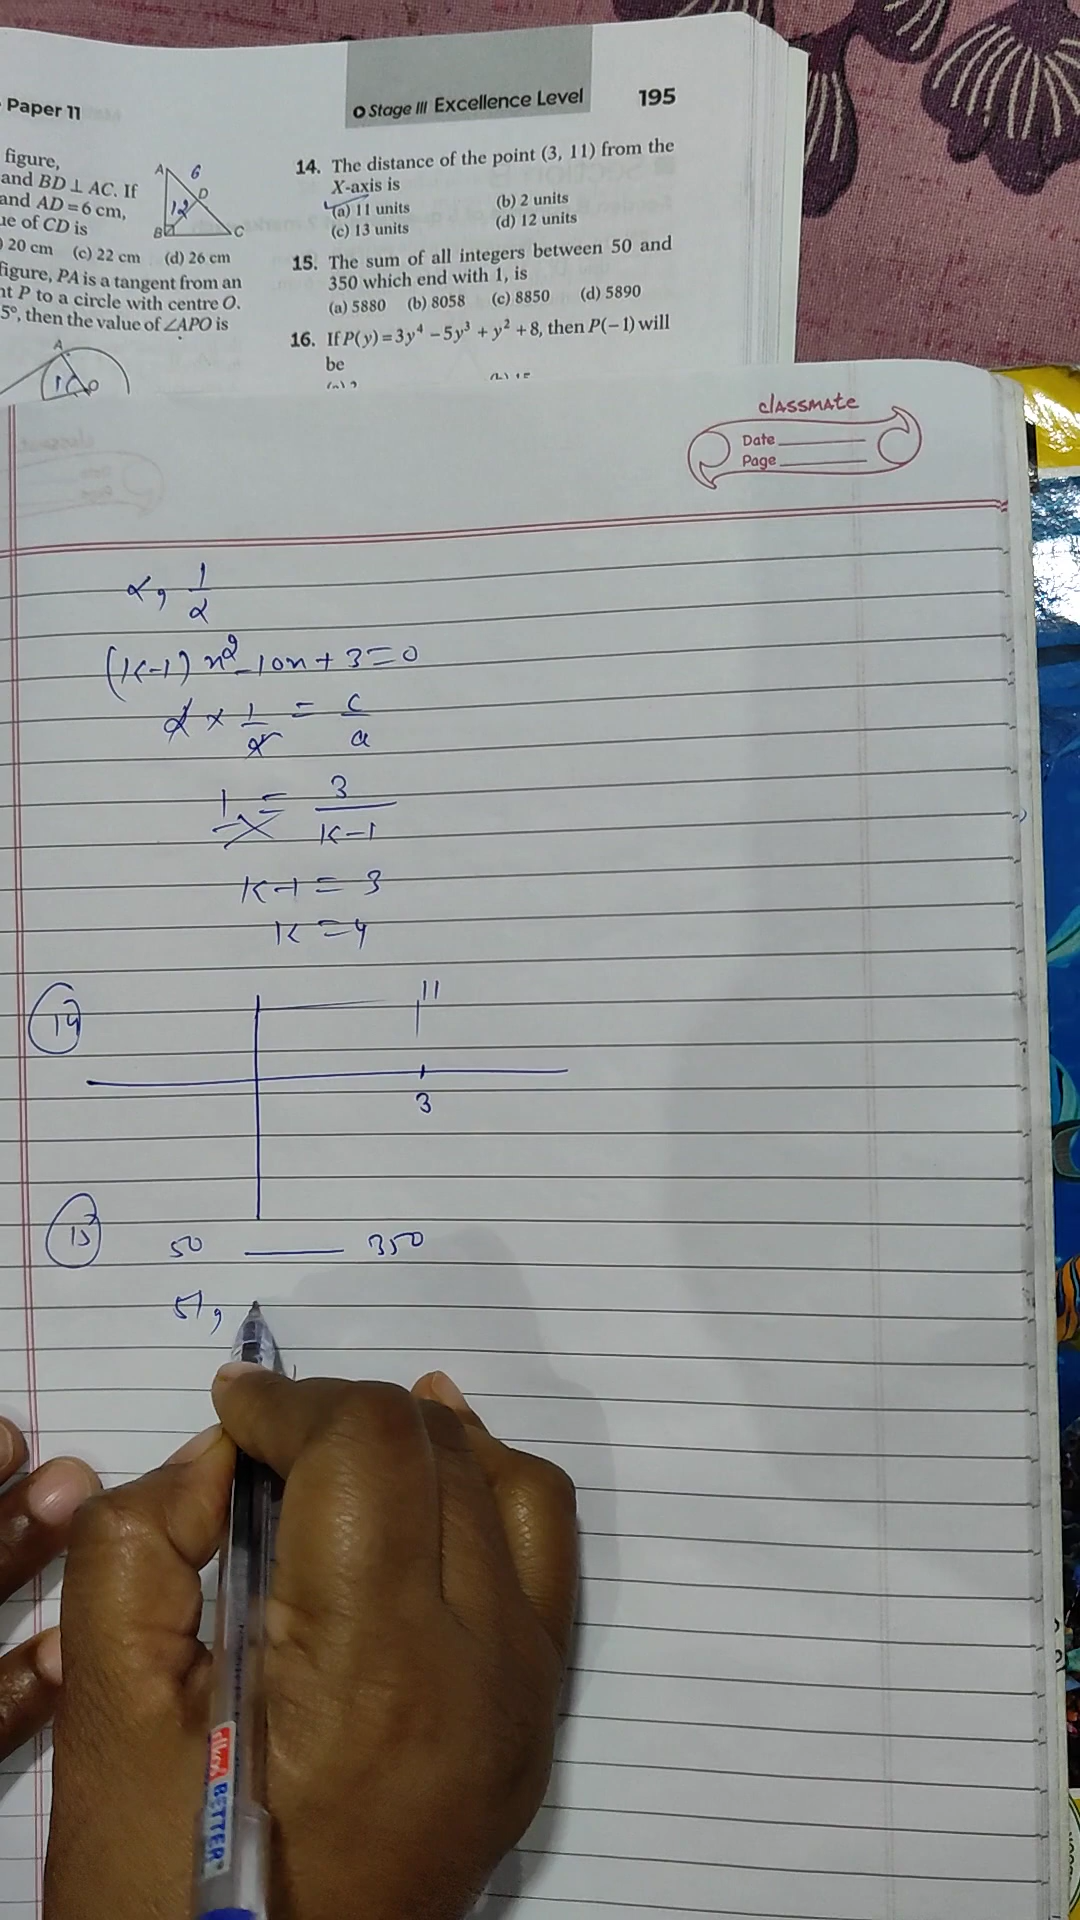 Paper 11
Stage III Excellence Level 195
figure,
and BD ⊥ AC. If
and AD = 6 cm,
ue of CD is
20 cm (c) 22 cm (d) 26 cm
figure, PA is a tangent from an
nt P to a circle with centre O.
5°, then the value of ∠APO is
A 6
D
12
B C
A
O
14. The distance of the point (3, 11) from the
X-axis is
(a) 11 units (b) 2 units
(c) 13 units (d) 12 units
15. The sum of all integers between 50 and
350 which end with 1, is
(a) 5880 (b) 8058 (c) 8850 (d) 5890
16. If P(y) = 3y⁴ – 5y³ + y² + 8, then P(– 1) will
be
classmate
Date
Page
α, 1/α
(K-1) x² - 10x + 3 = 0
α × 1/α = c/a
1 = 3/K-1
K-1 = 3
K = 4
14
11
3
15
50 — 350
51,
elkos BETTER